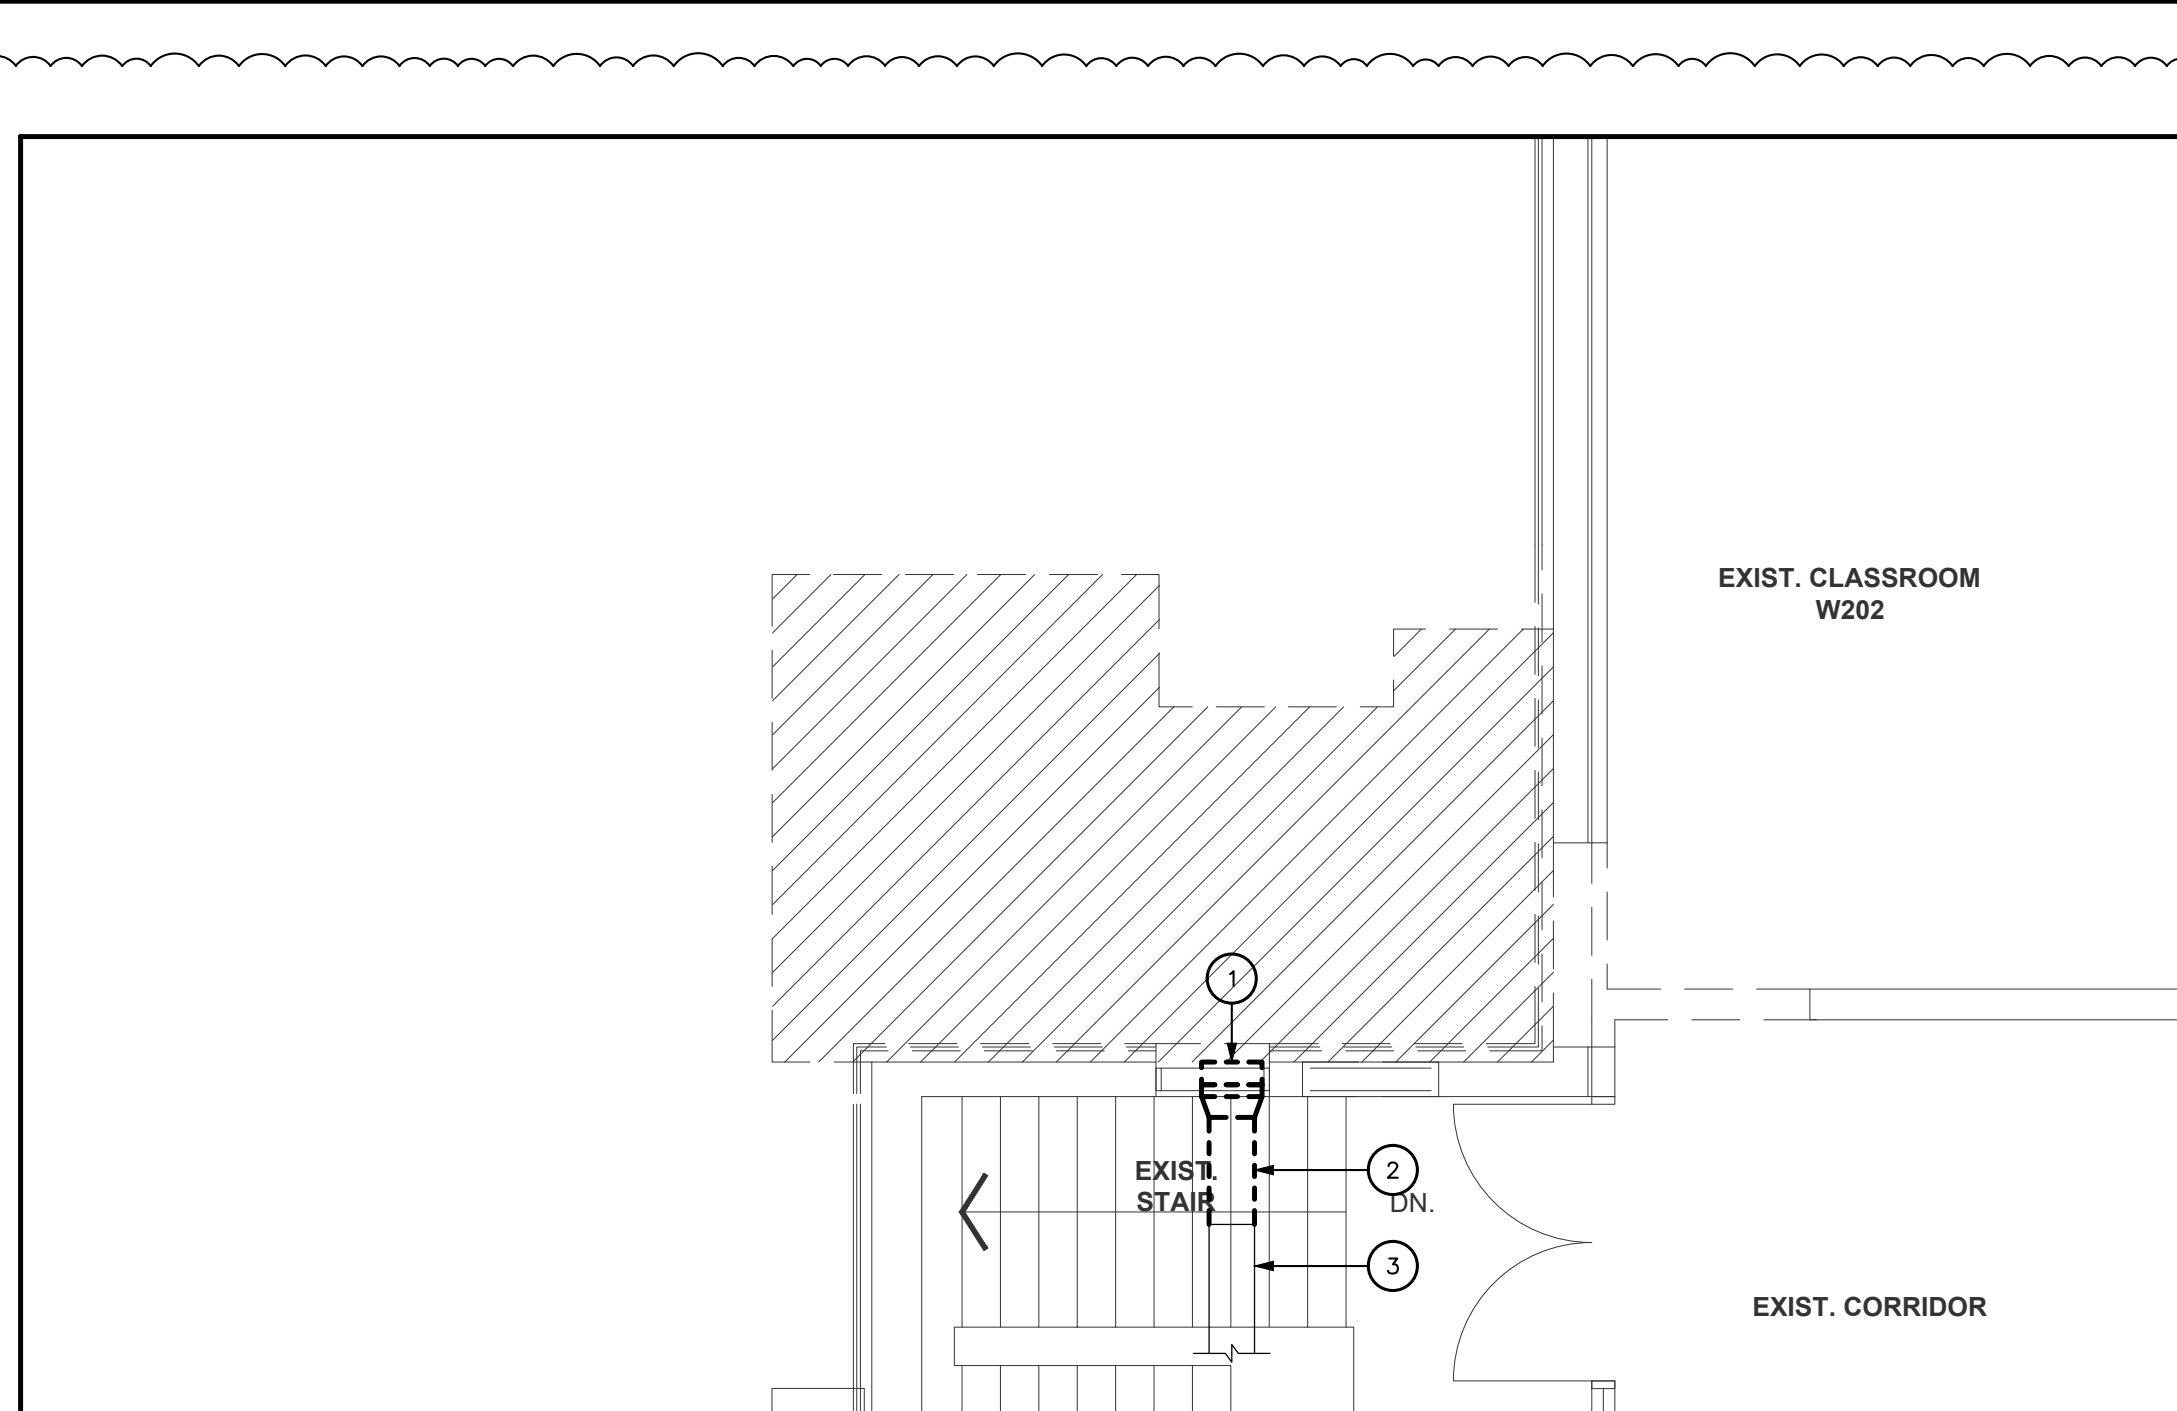 EXIST. CLASSROOM
W202
1
EXIST.
STAIR
2
DN.
3
EXIST. CORRIDOR